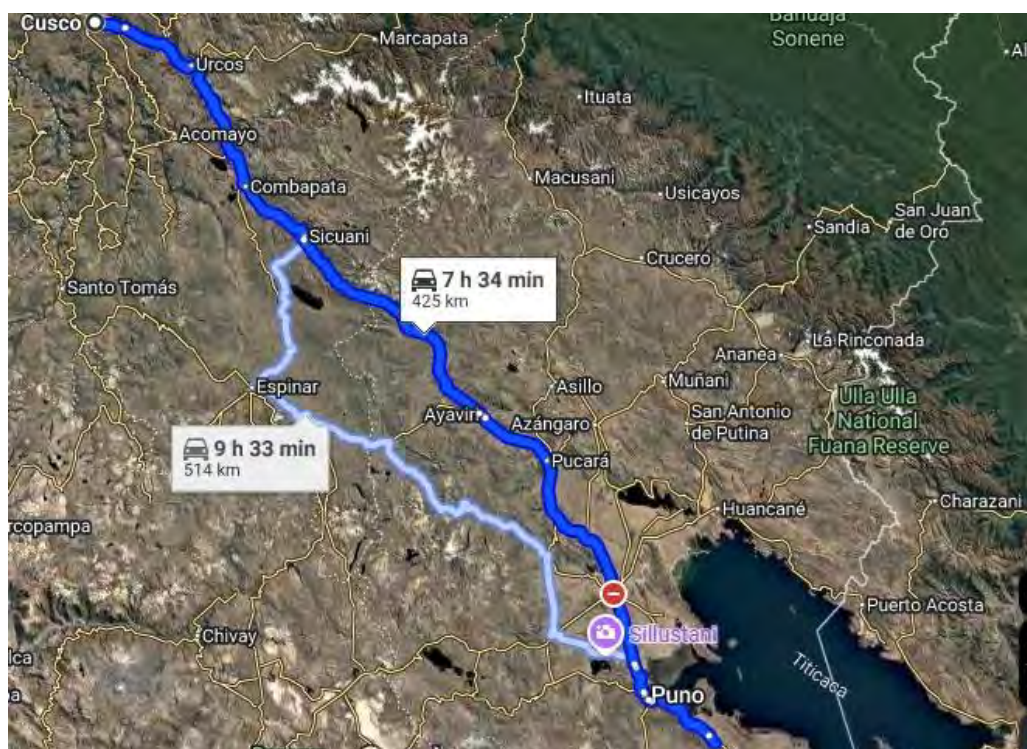 Bahuaja
Sonene
Cusco
Marcapata
Urcos
Ituata
Acomayo
Macusani
Combapata
Usicayos
San Juan
de Oro
Sandia
Sicuani
Crucero
7 h 34 min
425 km
Santo Tomás
La Rinconada
Ananea
Espinar
Asillo
Muñani
Ulla Ulla
National
Fuana Reserve
Ayaviri
Azángaro
San Antonio
de Putina
9 h 33 min
514 km
Pucará
Huancané
Charazani
rcopampa
Puerto Acosta
Chivay
Sillustani
lca
Titicaca
Puno